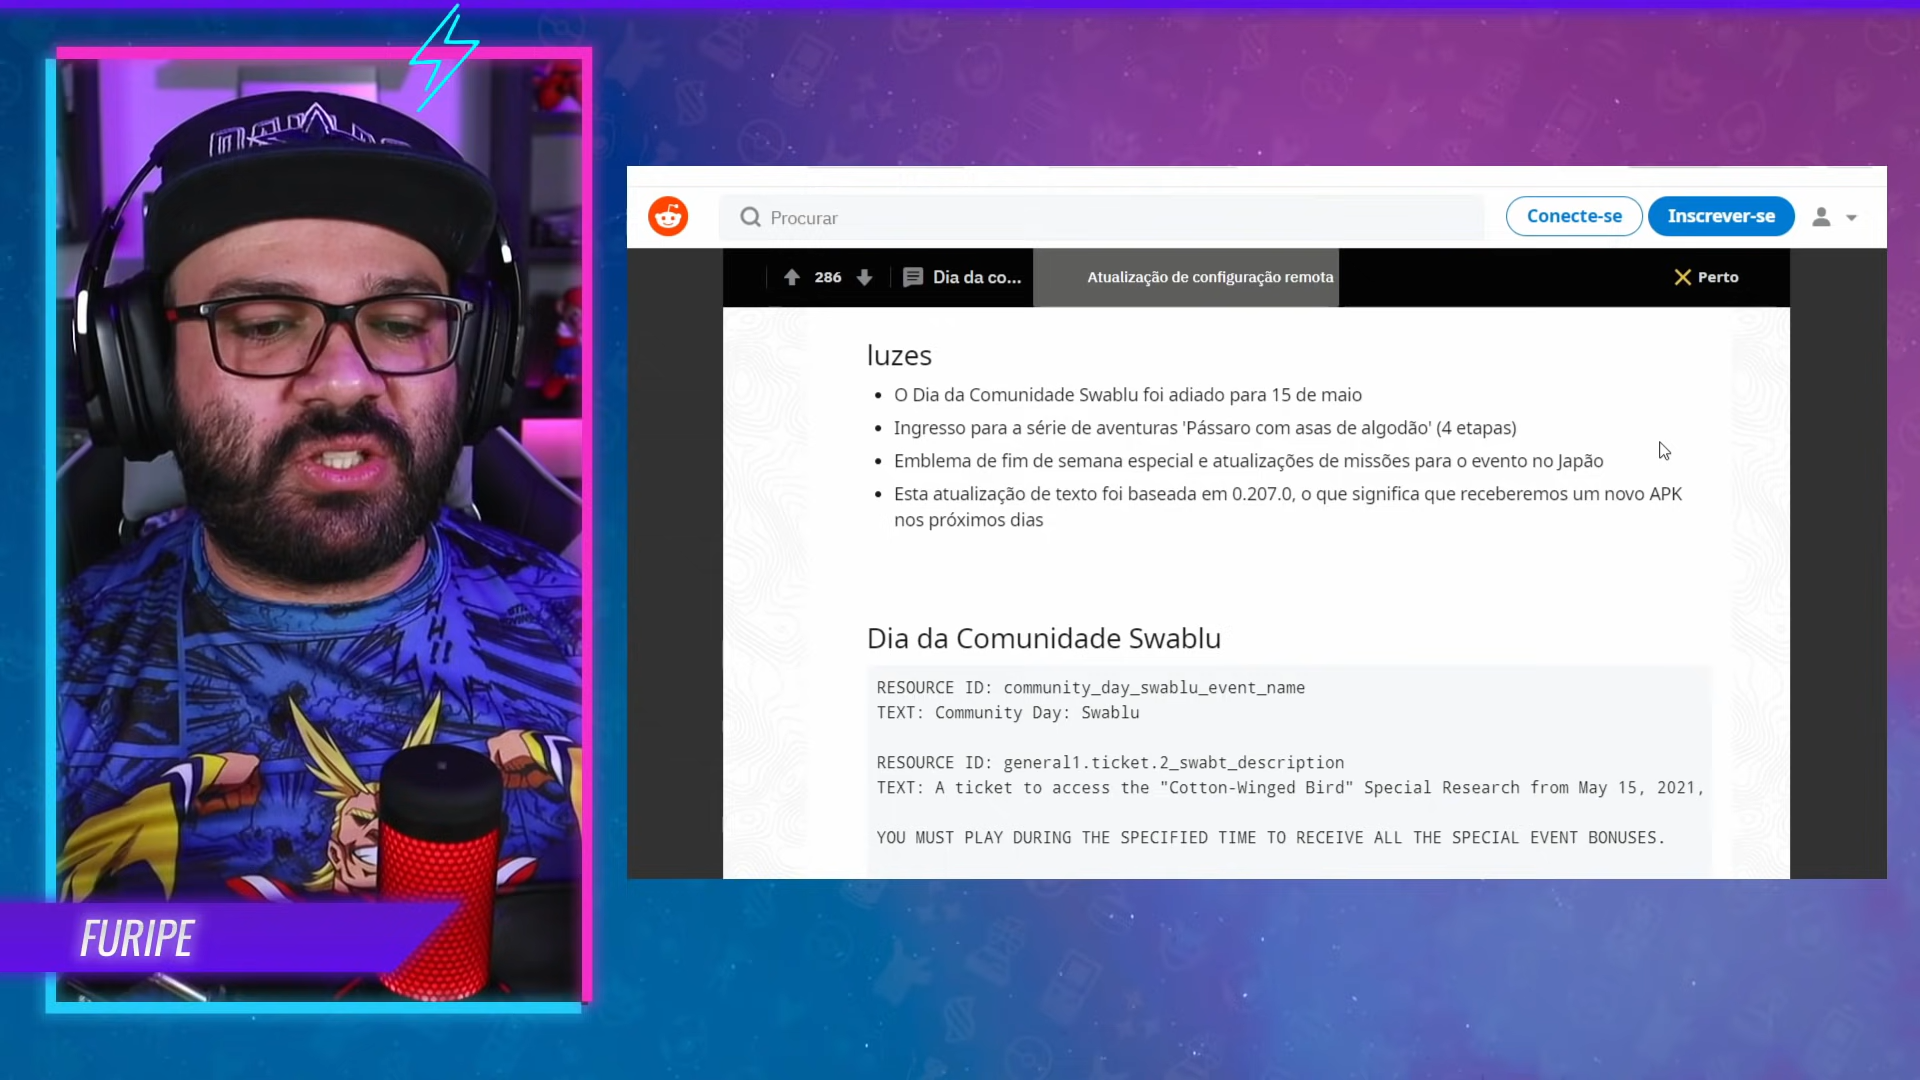 FURIPE
Procurar
Conecte-se
Inscrever-se
286
Dia da co...
Atualização de configuração remota
Perto
luzes
• O Dia da Comunidade Swablu foi adiado para 15 de maio
• Ingresso para a série de aventuras 'Pássaro com asas de algodão' (4 etapas)
• Emblema de fim de semana especial e atualizações de missões para o evento no Japão
• Esta atualização de texto foi baseada em 0.207.0, o que significa que receberemos um novo APK
nos próximos dias
Dia da Comunidade Swablu
RESOURCE ID: community_day_swablu_event_name
TEXT: Community Day: Swablu
RESOURCE ID: general1.ticket.2_swabt_description
TEXT: A ticket to access the "Cotton-Winged Bird" Special Research from May 15, 2021,
YOU MUST PLAY DURING THE SPECIFIED TIME TO RECEIVE ALL THE SPECIAL EVENT BONUSES.